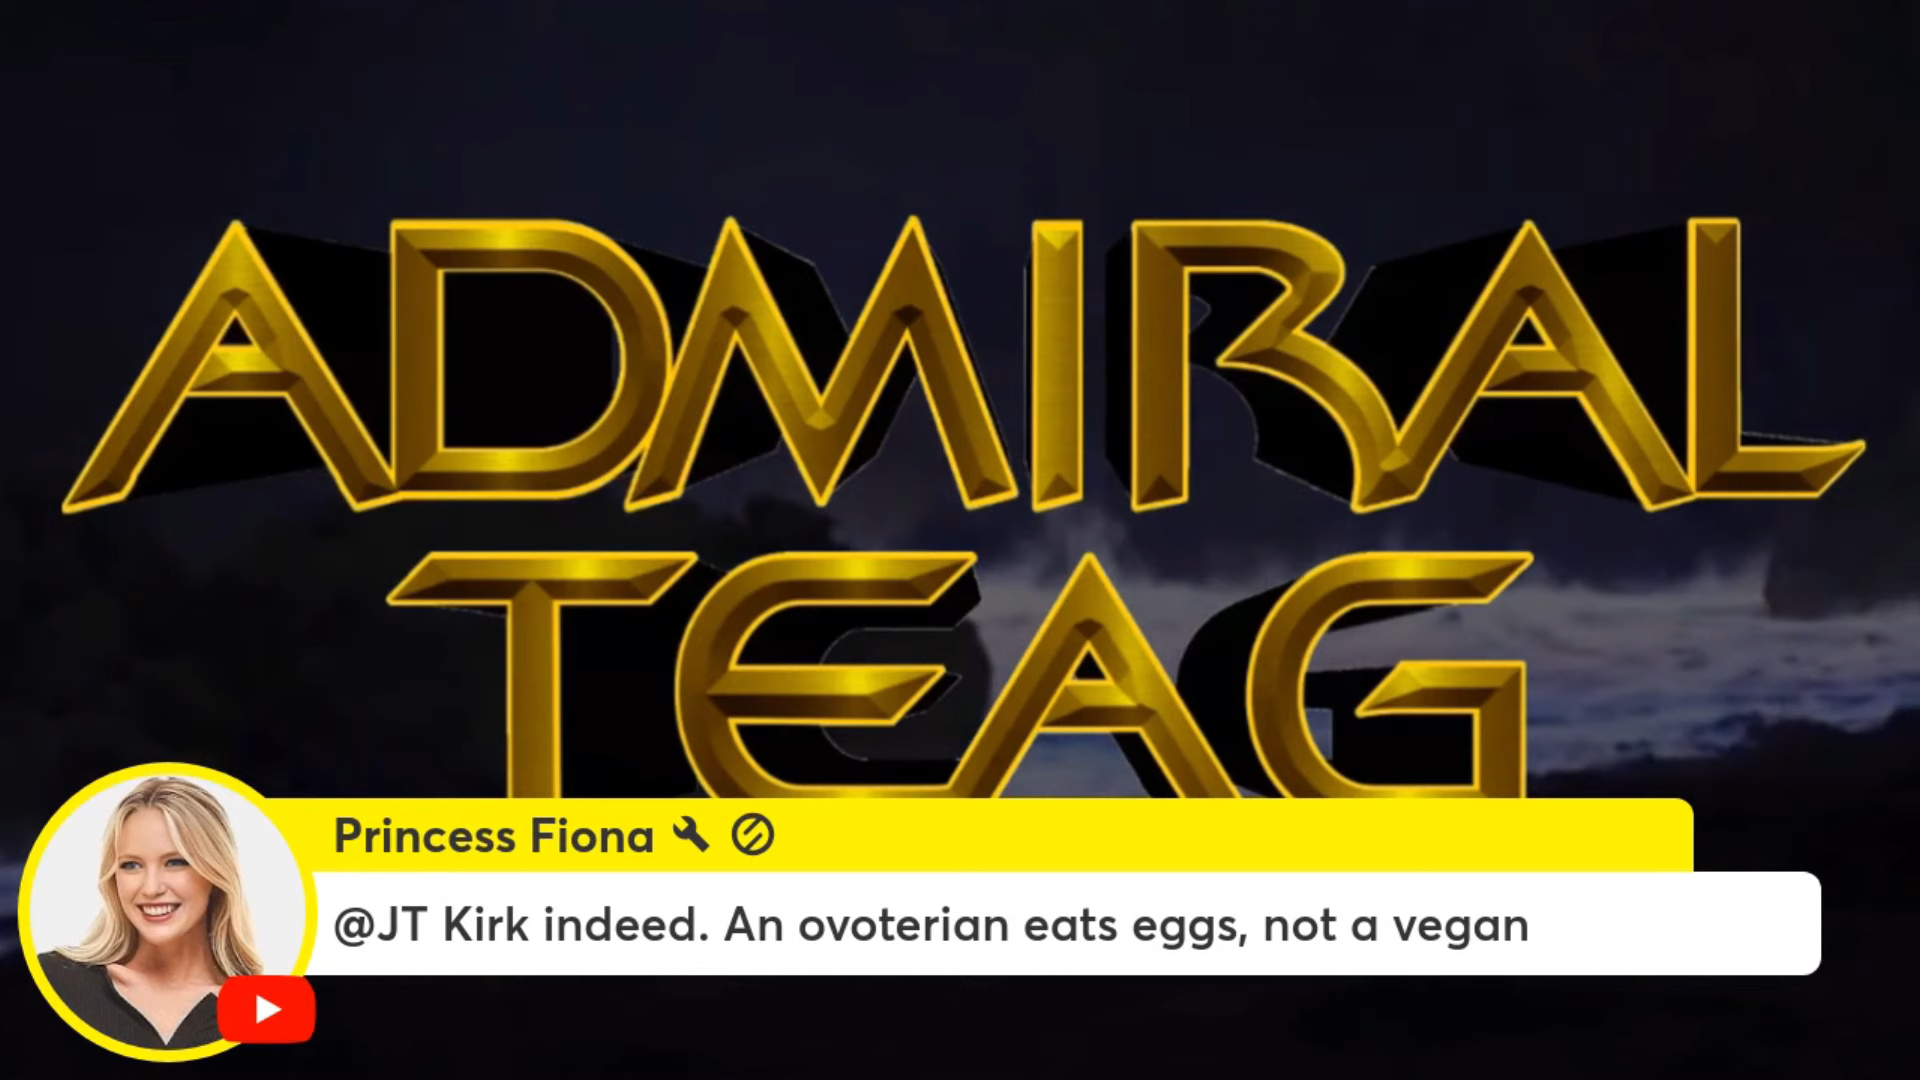 ADMIRAL
TEAG
Princess Fiona
@JT Kirk indeed. An ovoterian eats eggs, not a vegan